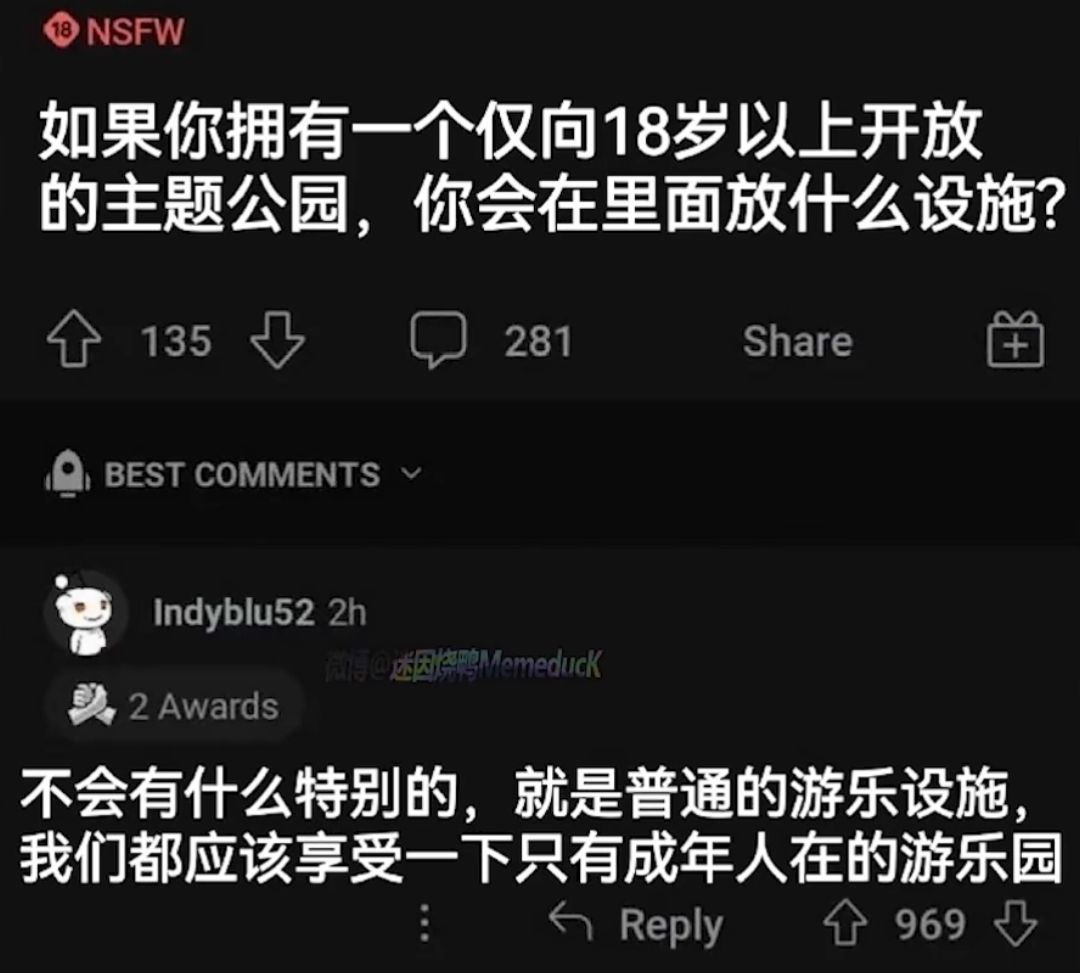 18 NSFW
如果你拥有一个仅向18岁以上开放
的主题公园，你会在里面放什么设施?
135 281 Share
BEST COMMENTS
Indyblu52 2h
微博@迷因烧鸭MemeducK
2 Awards
不会有什么特别的，就是普通的游乐设施，
我们都应该享受一下只有成年人在的游乐园
Reply 969